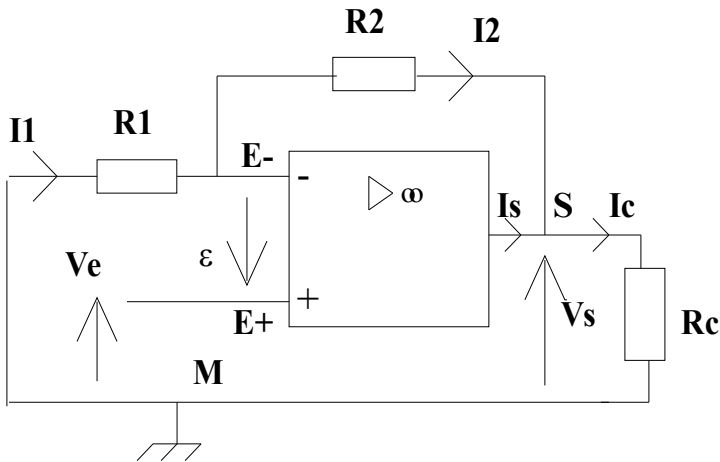 R2
I2
I1
R1
E-
-
∞
Is
S
Ic
Ve
ε
+
E+
Vs
Rc
M